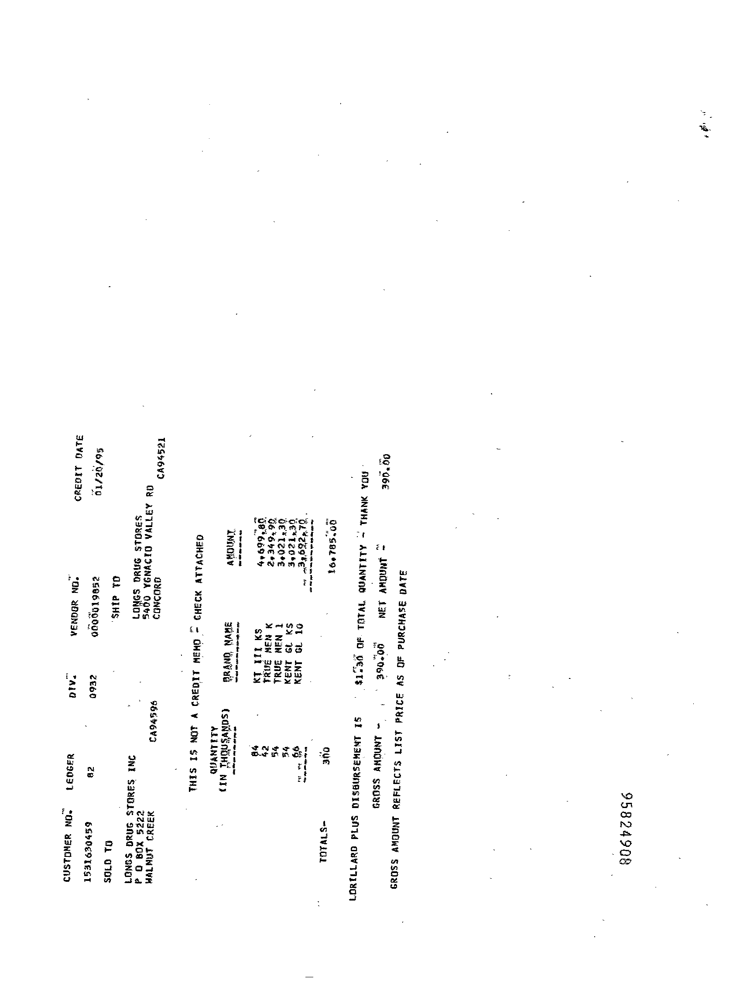 CUSTOMER NO. LEDGER DIV. VENDOR NO. CREDIT DATE
1531630459 82 0932 0000019852 01/20/95
SOLD TO SHIP TO
LONGS DRUG STORES INC LONGS DRUG STORES
P O BOX 5222 5400 YGNACIO VALLEY RD
WALNUT CREEK CA94596 CONCORD CA94521
THIS IS NOT A CREDIT MEMO - CHECK ATTACHED
QUANTITY
(IN THOUSANDS) BRAND NAME AMOUNT
84 KT III KS 4,699.80
42 TRUE MEN K 2,349.90
54 TRUE MEN 1 3,021.30
54 KENT GL KS 3,021.30
66 KENT GL 10 3,692.70
TOTALS- 300 16,785.00
LORILLARD PLUS DISBURSEMENT IS $1.30 OF TOTAL QUANTITY - THANK YOU
GROSS AMOUNT - 390.00 NET AMOUNT - 390.00
GROSS AMOUNT REFLECTS LIST PRICE AS OF PURCHASE DATE
95824908